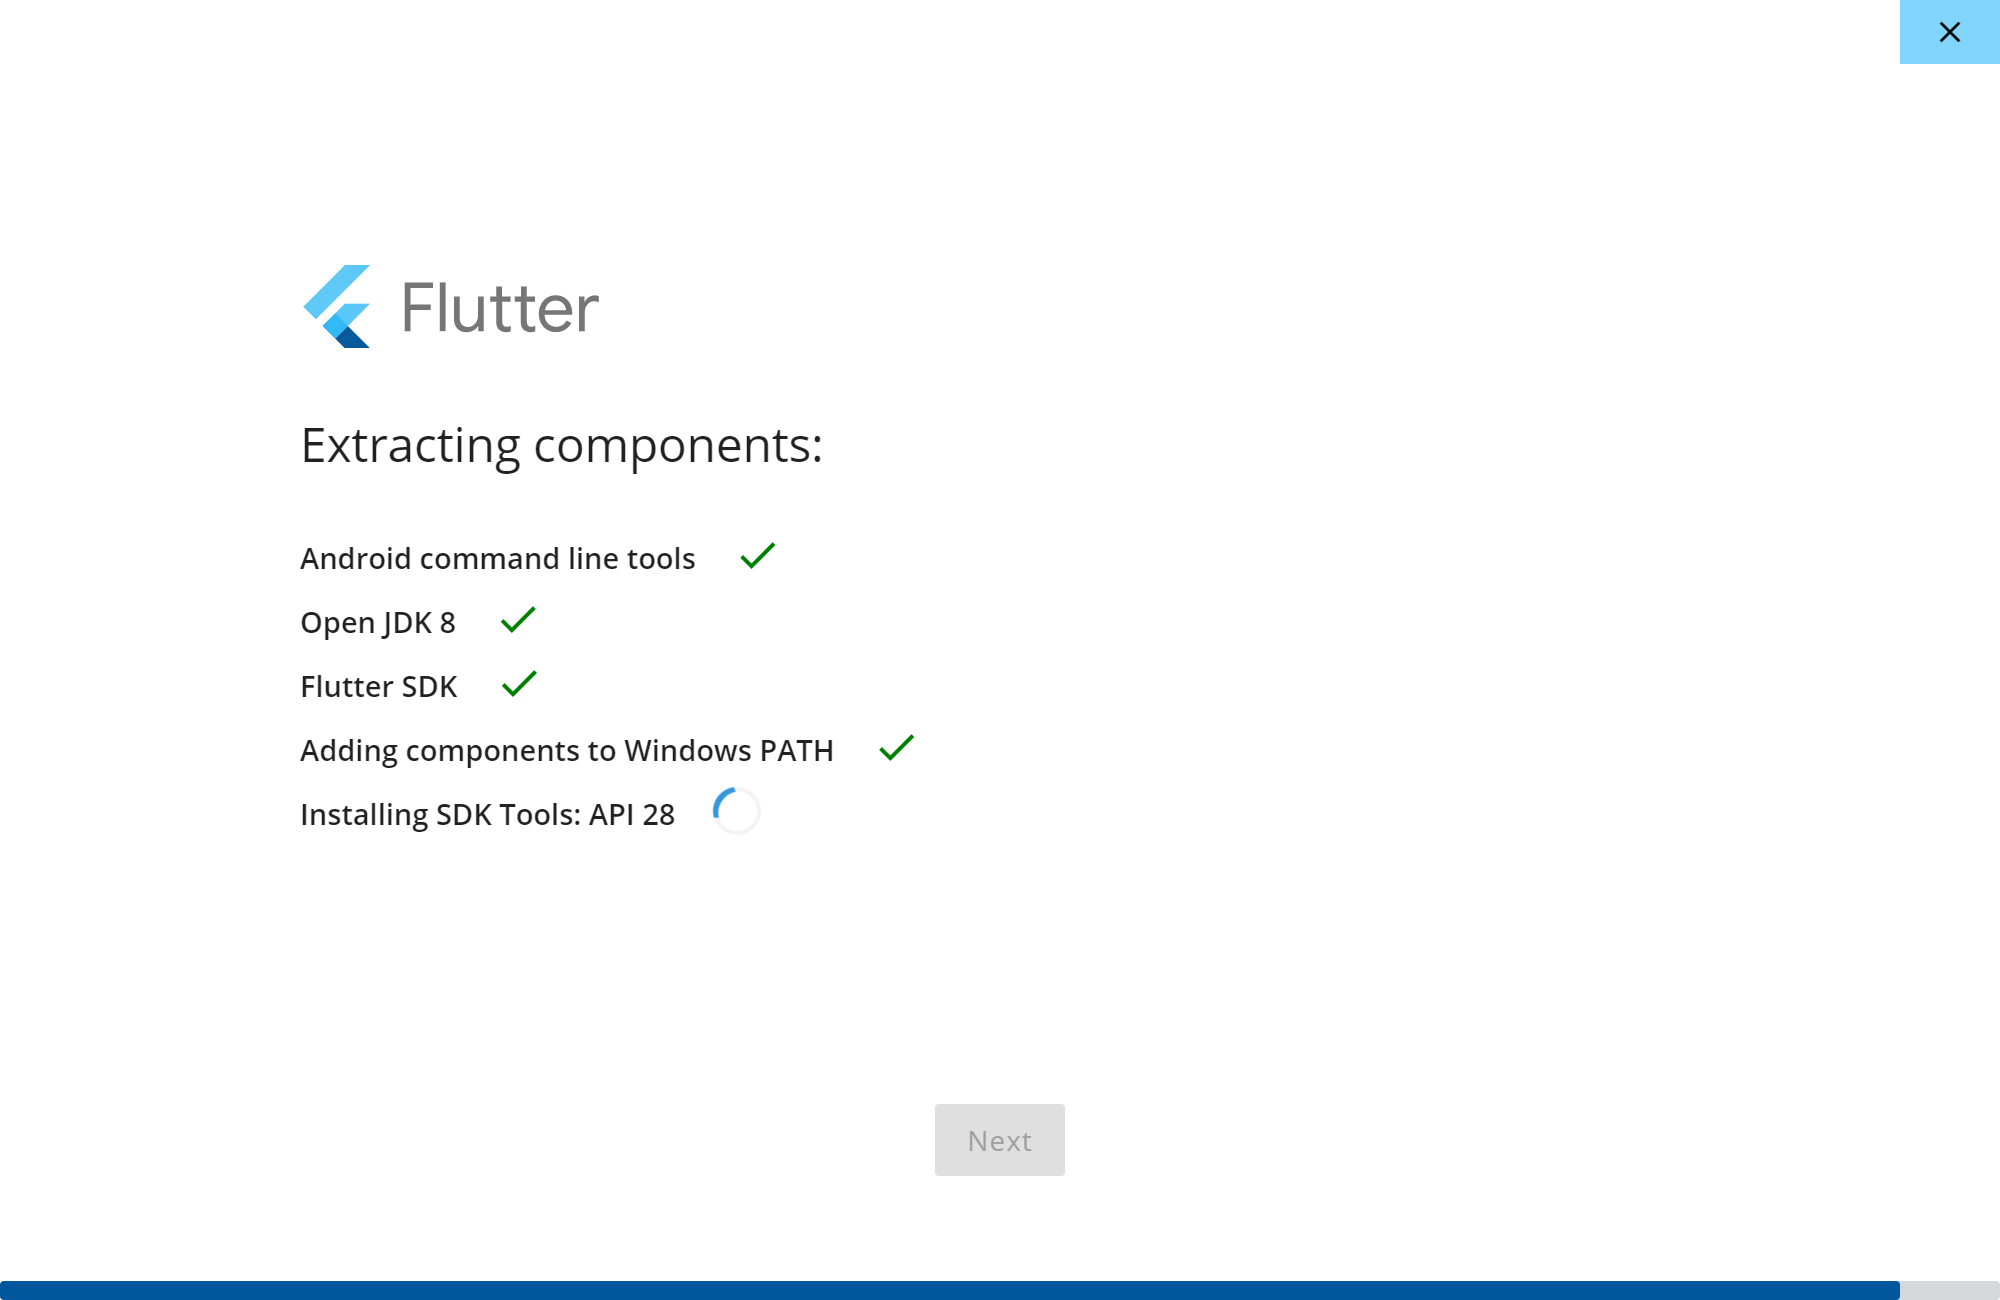 Flutter
Extracting components:
Android command line tools
Open JDK 8
Flutter SDK
Adding components to Windows PATH
Installing SDK Tools: API 28
Next